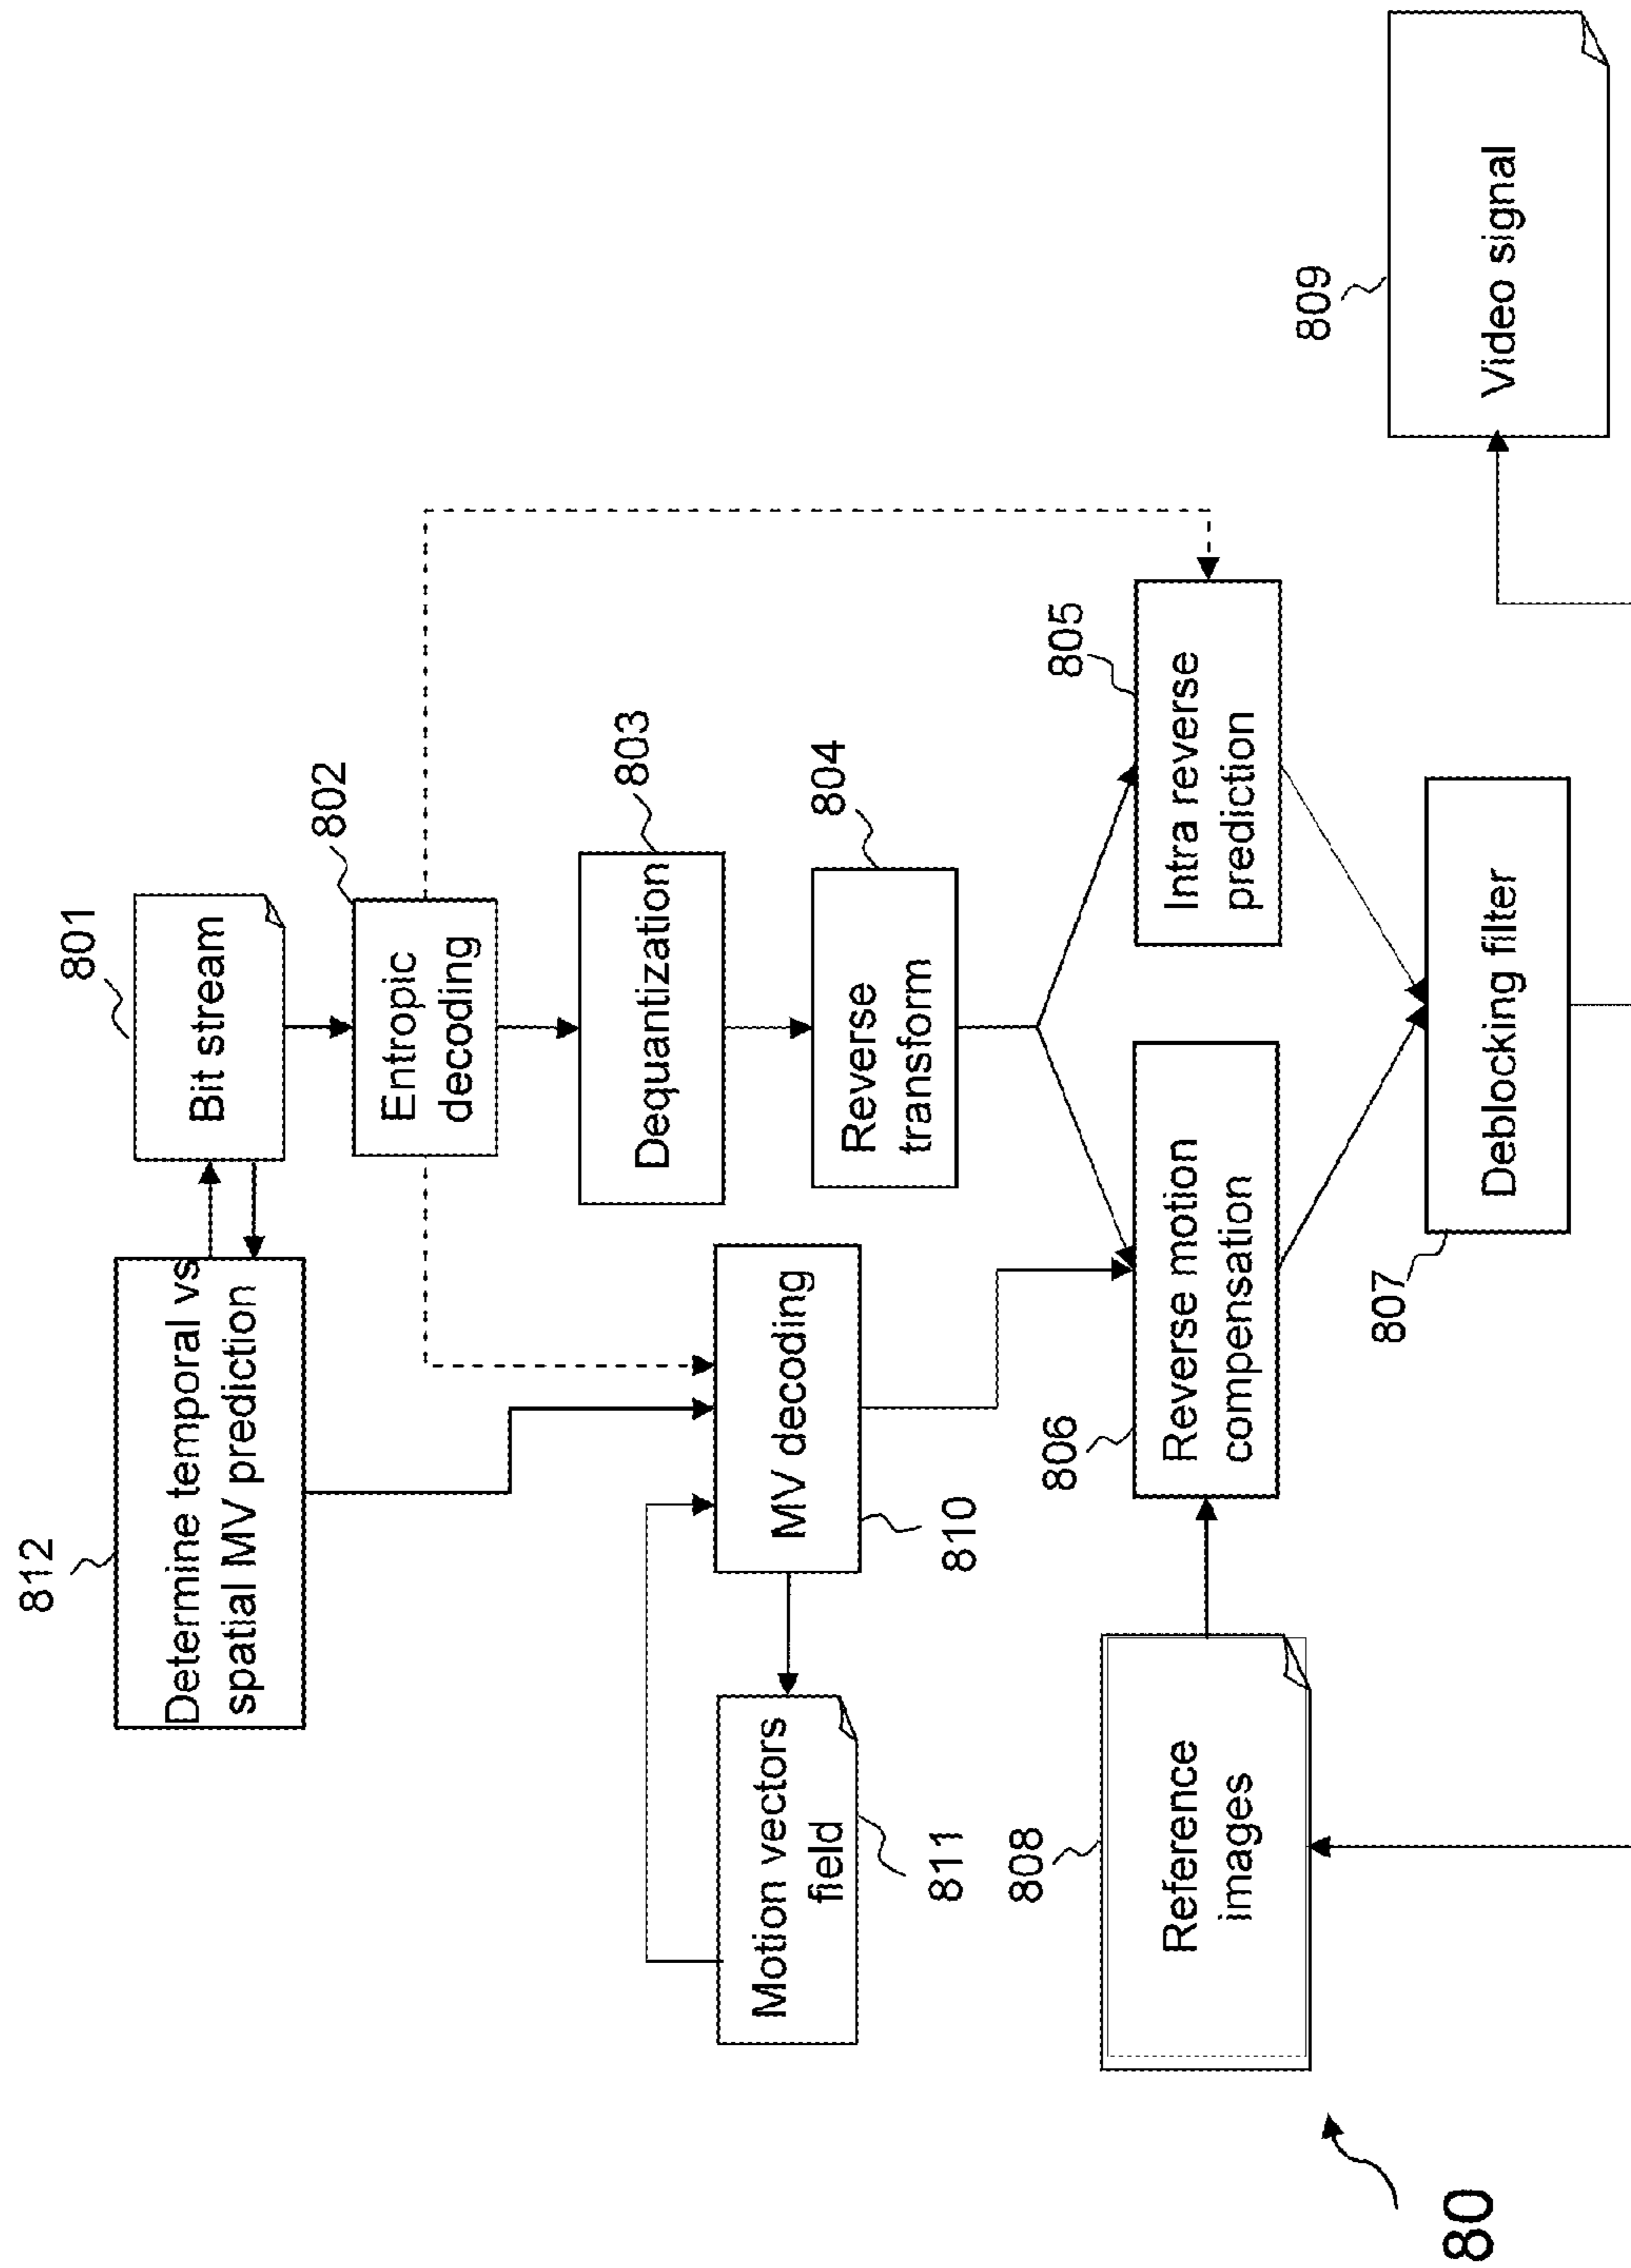 812
Determine temporal vs
spatial MV prediction
801
Bit stream
802
Entropic
decoding
803
Dequantization
804
Reverse
transform
MV decoding
810
Motion vectors
field
811
805
Intra reverse
prediction
806
Reverse motion
compensation
808
Reference
images
807
Deblocking filter
809
Video signal
80